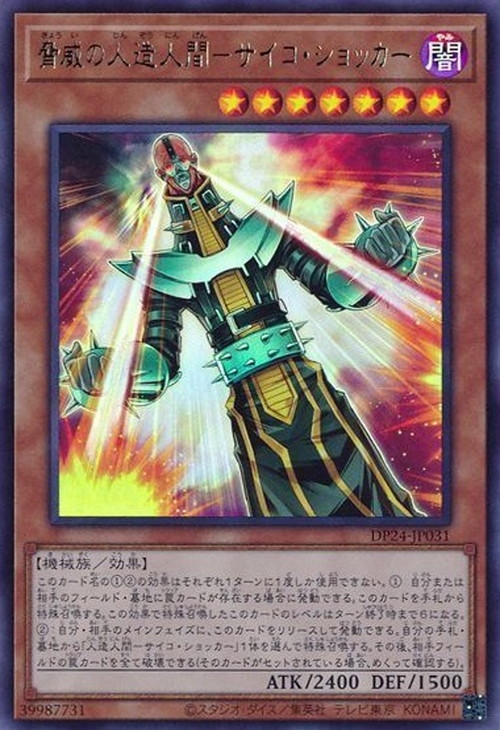 脅威の人造人間－サイコ・ショッカー
闇
DP24-JP031
【機械族／効果】
このカード名の①②の効果はそれぞれ1ターンに1度しか使用できない。①：自分または
相手のフィールド・墓地に罠カードが存在する場合に発動できる。このカードを手札から
特殊召喚する。この効果で特殊召喚したこのカードのレベルはターン終了時まで6になる。
②：自分・相手のメインフェイズに、このカードをリリースして発動できる。自分の手札・
墓地から「人造人間－サイコ・ショッカー」1体を選んで特殊召喚する。その後、相手フィー
ルドの罠カードを全て破壊できる(そのカードがセットされている場合、めくって確認する)。
ATK/2400 DEF/1500
39987731 ©スタジオ・ダイス／集英社 テレビ東京 KONAMI